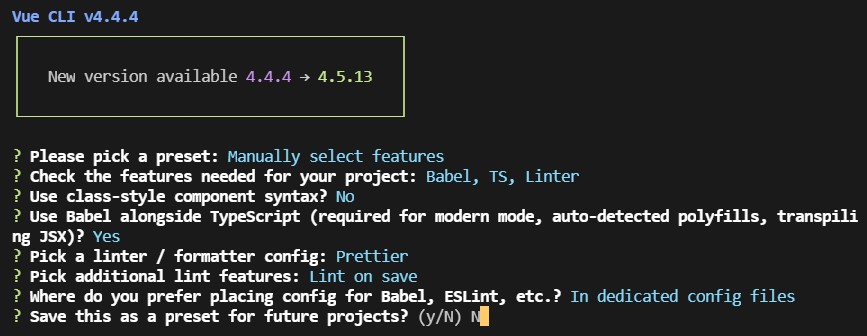 Vue CLI v4.4.4
New version available 4.4.4 → 4.5.13
? Please pick a preset: Manually select features
? Check the features needed for your project: Babel, TS, Linter
? Use class-style component syntax? No
? Use Babel alongside TypeScript (required for modern mode, auto-detected polyfills, transpili
ng JSX)? Yes
? Pick a linter / formatter config: Prettier
? Pick additional lint features: Lint on save
? Where do you prefer placing config for Babel, ESLint, etc.? In dedicated config files
? Save this as a preset for future projects? (y/N) N